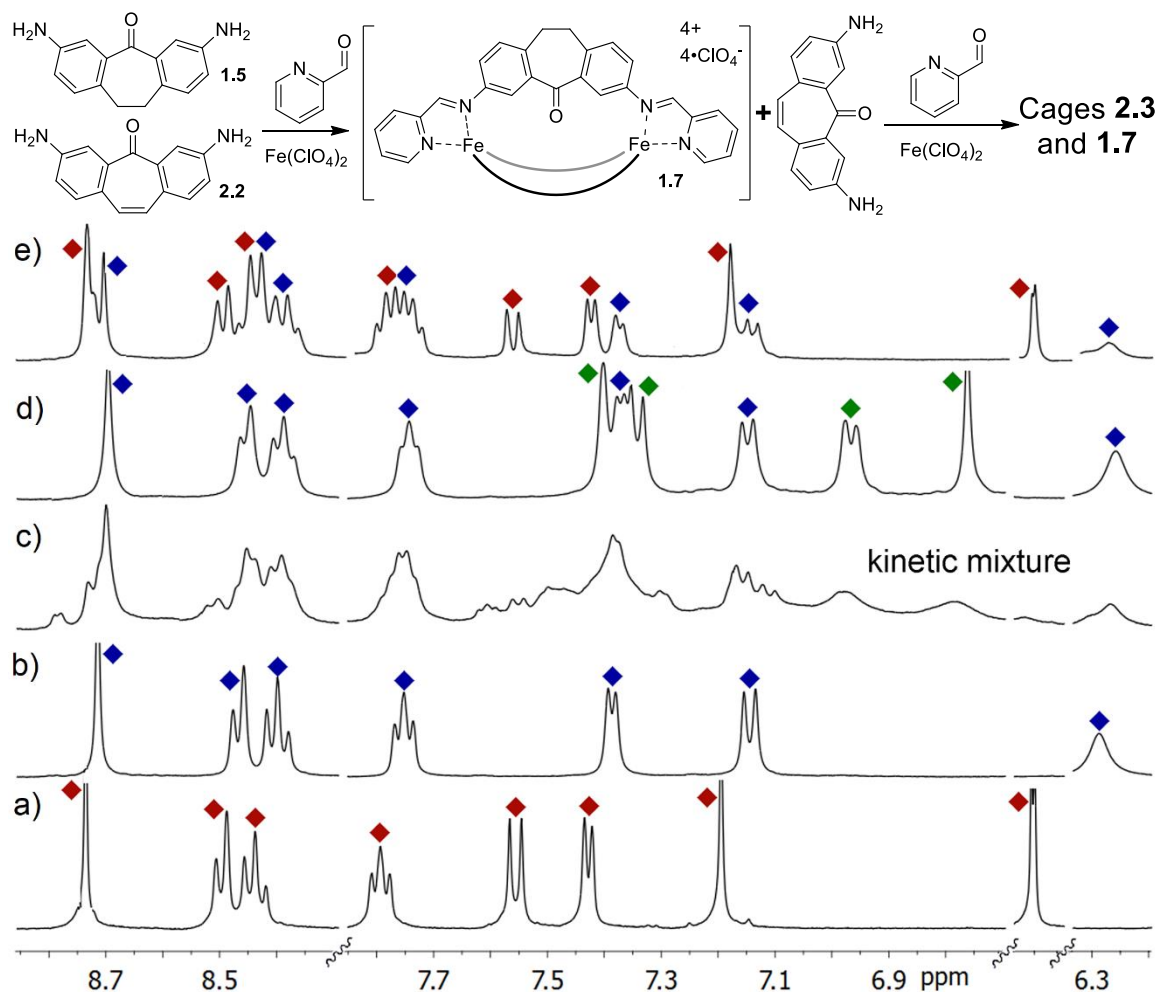 H2N
O
NH2
1.5
H2N
O
NH2
2.2
N
O
Fe(ClO4)2
4+
4•ClO4-
N
O
N
N
Fe
Fe
N
1.7
+
NH2
O
NH2
N
O
Fe(ClO4)2
Cages 2.3
and 1.7
e)
d)
c)
kinetic mixture
b)
a)
8.7 8.5 7.7 7.5 7.3 7.1 6.9 ppm 6.3